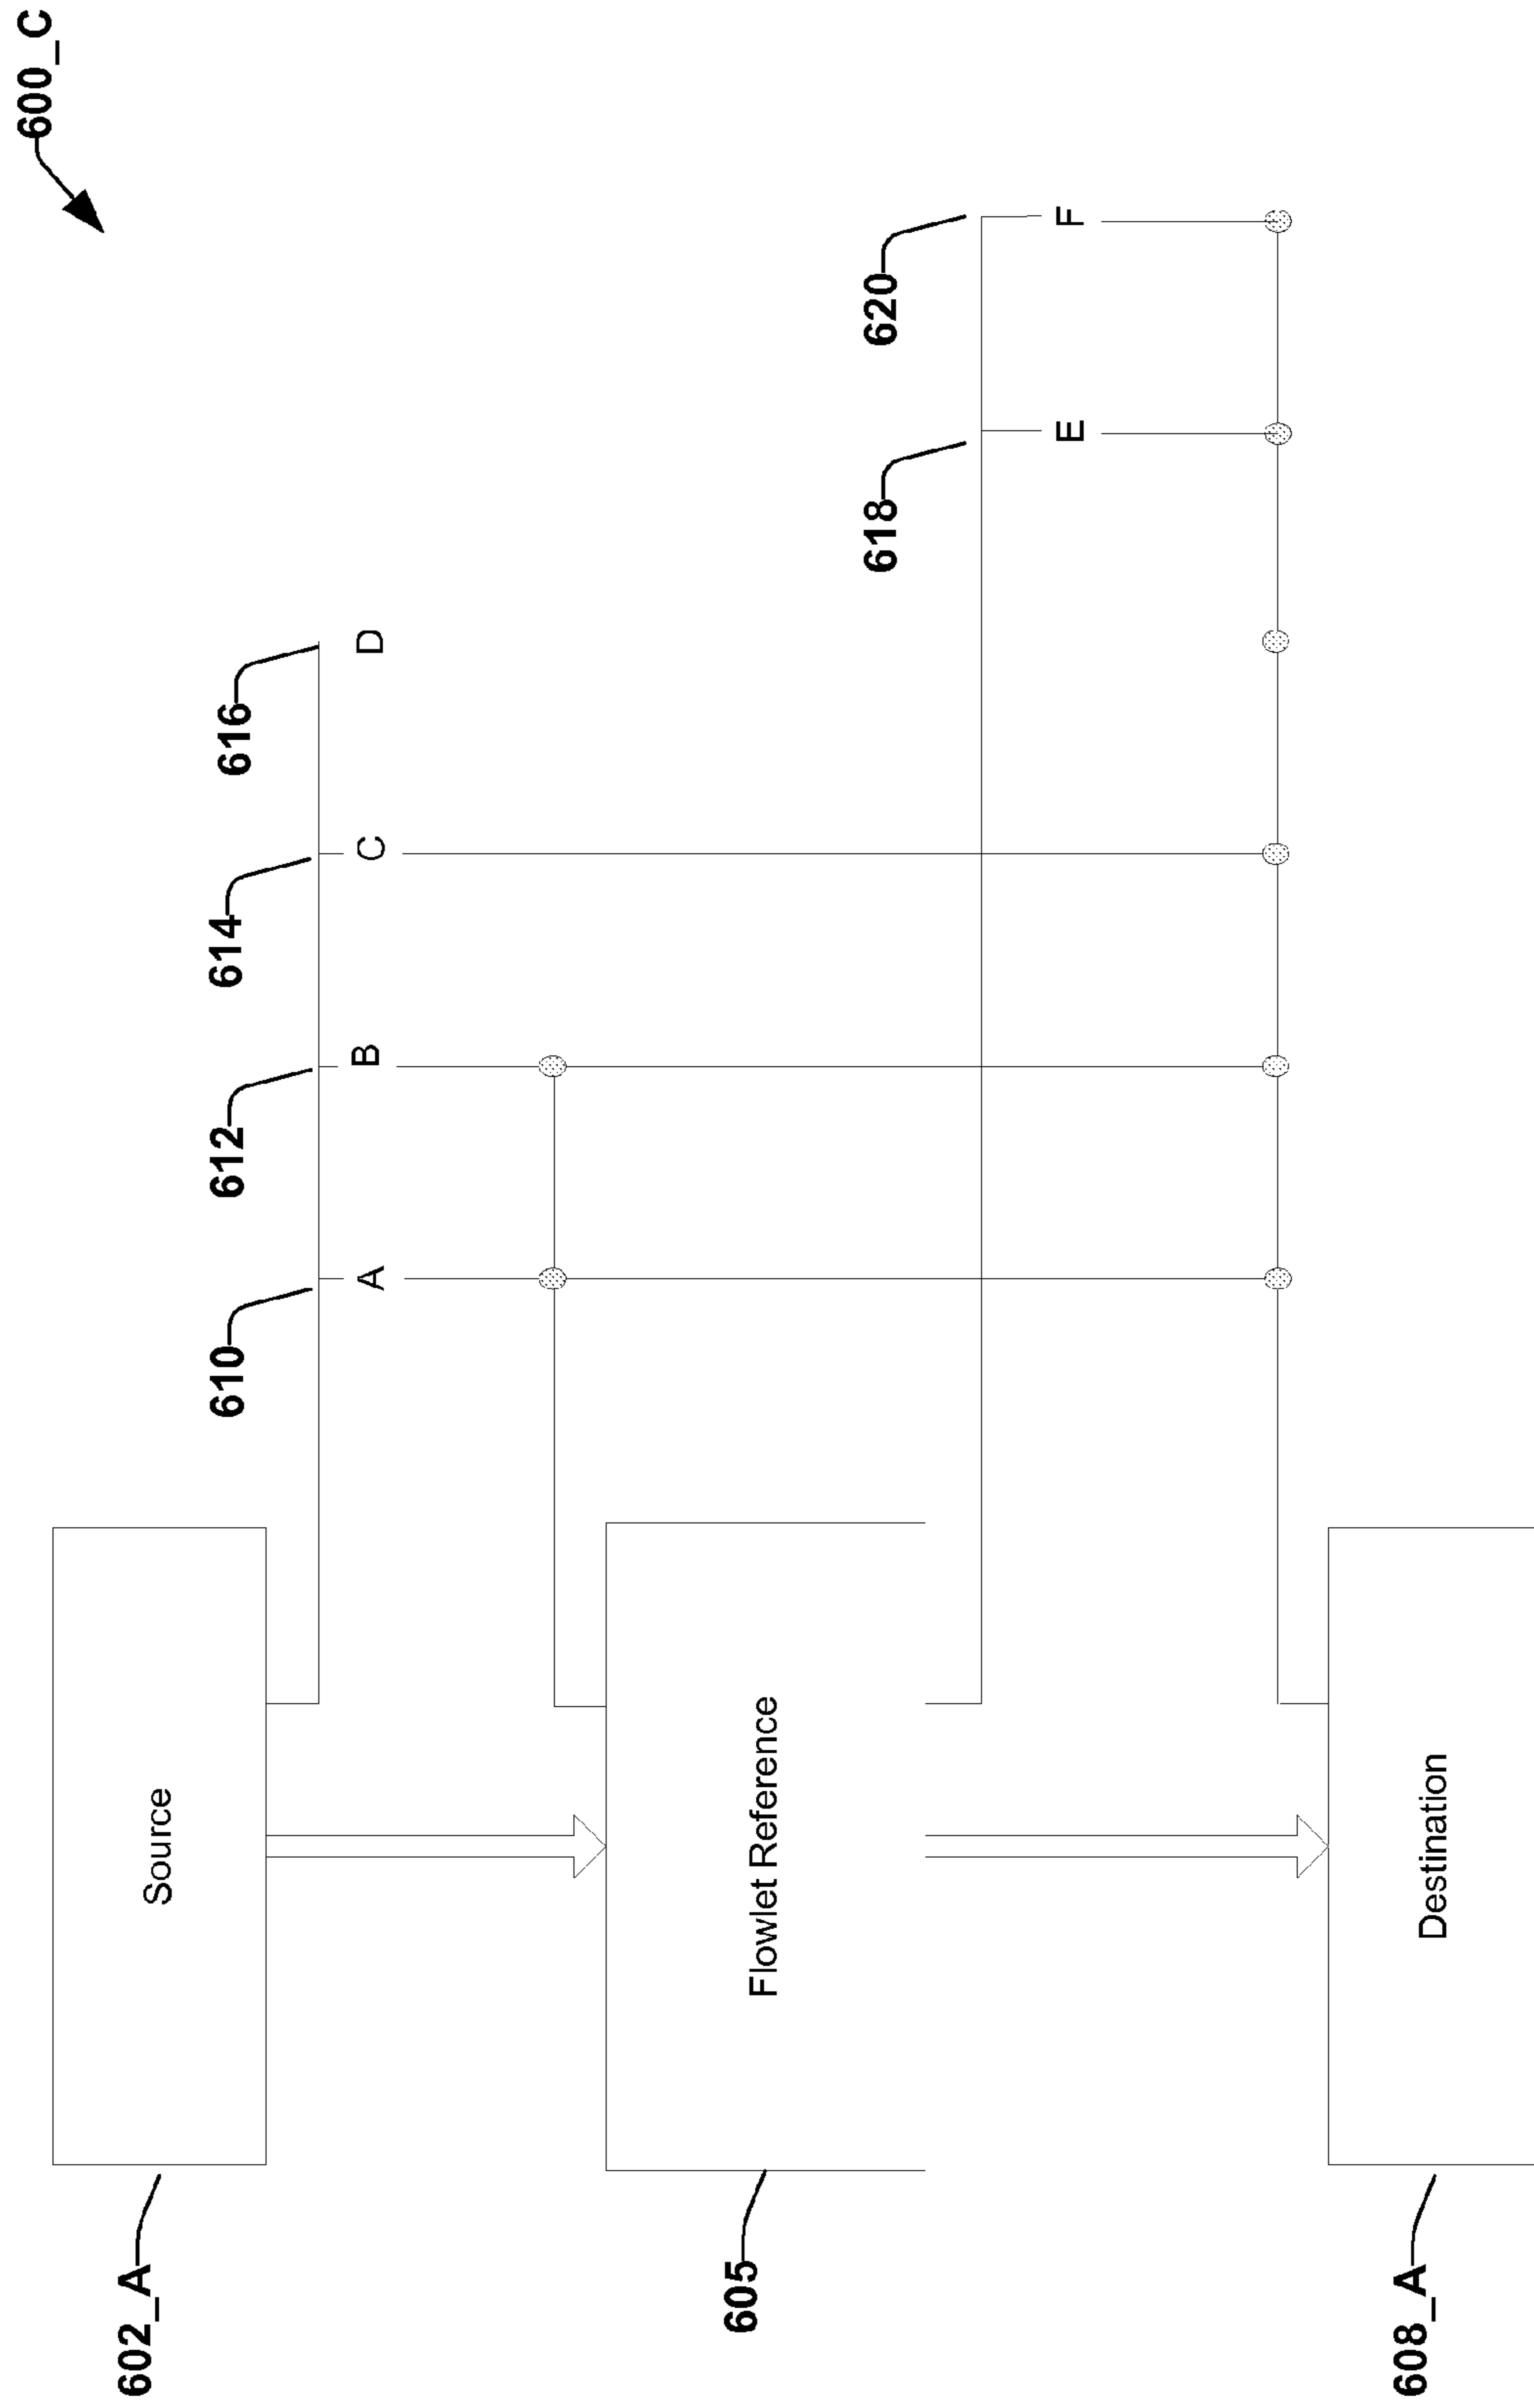 600_C
602_A
Source
610
612
614
616
A
B
C
D
605
Flowlet Reference
618
620
E
F
608_A
Destination